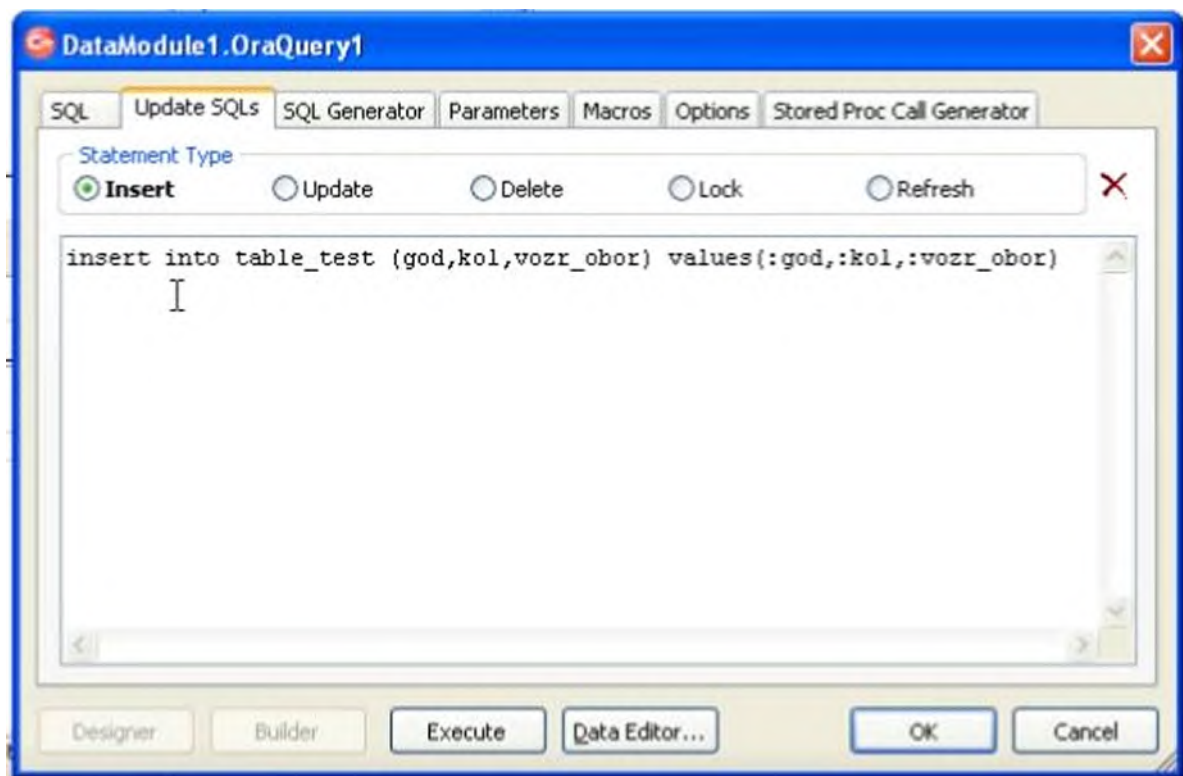 DataModule1.OraQuery1
SQL Update SQLs SQL Generator Parameters Macros Options Stored Proc Call Generator
Statement Type
Insert Update Delete Lock Refresh
insert into table_test (god,kol,vozr_obor) values(:god,:kol,:vozr_obor)
Designer Builder Execute Data Editor... OK Cancel